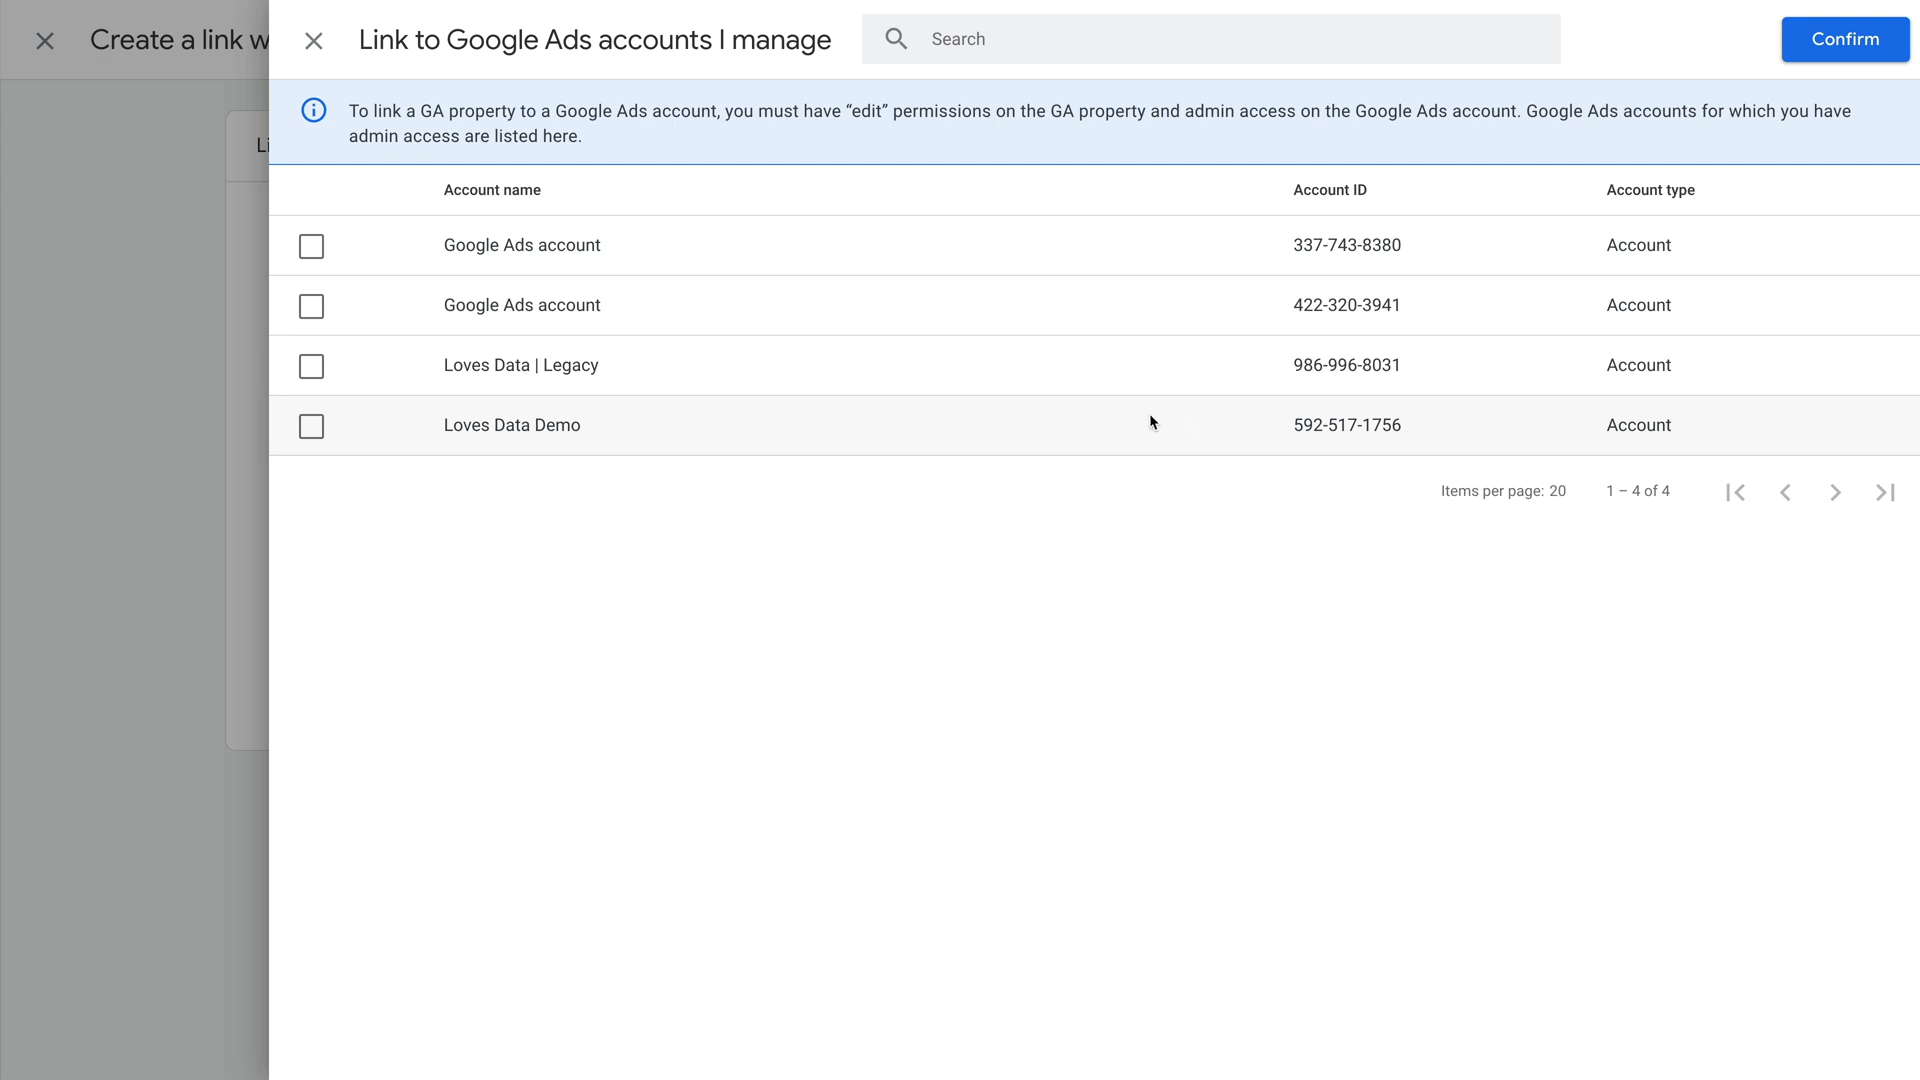 Create a link w
Link to Google Ads accounts I manage
Search
Confirm
Li
To link a GA property to a Google Ads account, you must have “edit” permissions on the GA property and admin access on the Google Ads account. Google Ads accounts for which you have
admin access are listed here.
Account name Account ID Account type
Google Ads account 337-743-8380 Account
Google Ads account 422-320-3941 Account
Loves Data | Legacy 986-996-8031 Account
Loves Data Demo 592-517-1756 Account
Items per page: 20 1 – 4 of 4